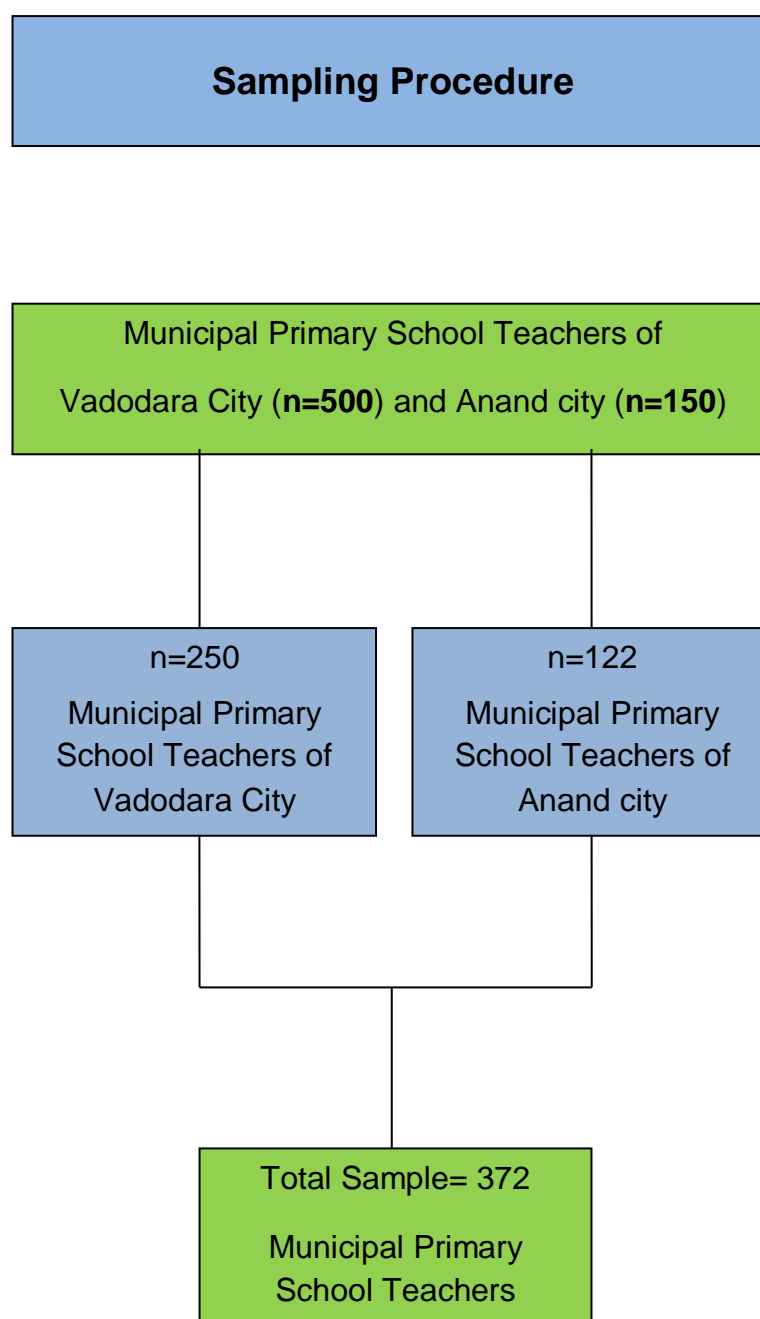 Sampling Procedure
Municipal Primary School Teachers of
Vadodara City (n=500) and Anand city (n=150)
n=250
Municipal Primary
School Teachers of
Vadodara City
n=122
Municipal Primary
School Teachers of
Anand city
Total Sample= 372
Municipal Primary
School Teachers